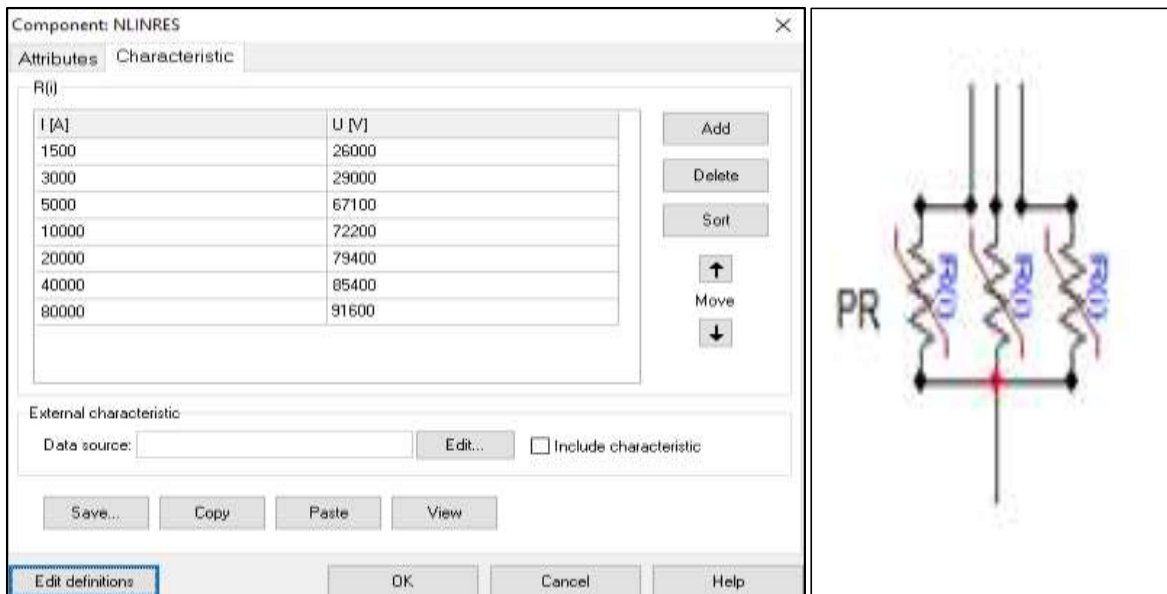 Component: NLINRES
Attributes Characteristic
R(i)
I [A] U [V]
1500 26000
3000 29000
5000 67100
10000 72200
20000 79400
40000 85400
80000 91600
Add
Delete
Sort
Move
External characteristic
Data source: Edit... Include characteristic
Save... Copy Paste View
Edit definitions OK Cancel Help
PR R(i) R(i) R(i)